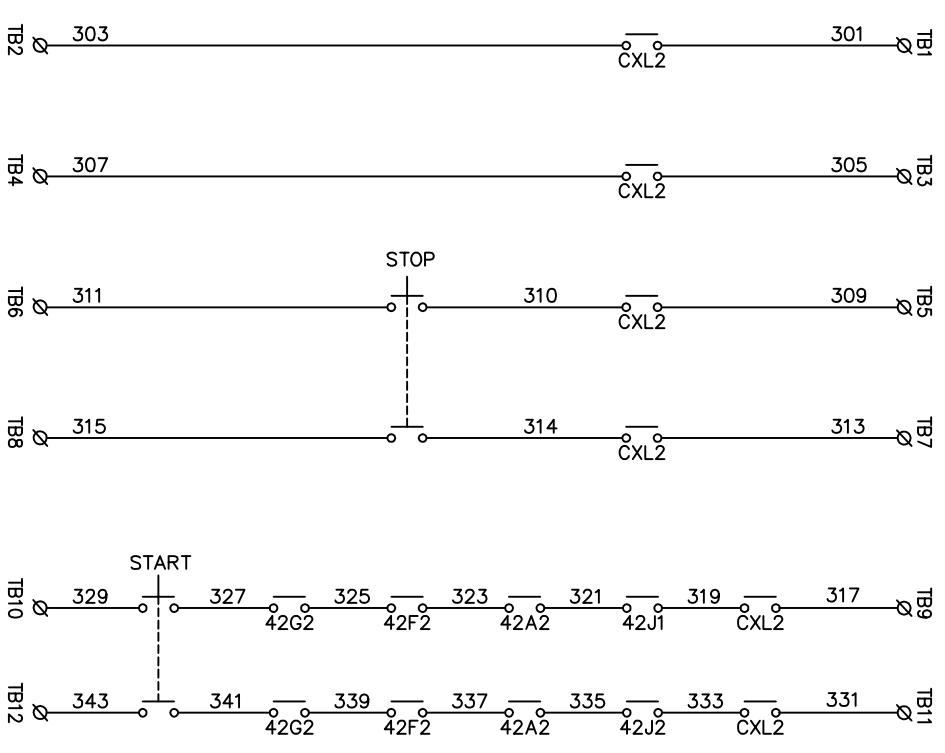 TB2 303 301 TB1
CXL2
TB4 307 305 TB3
CXL2
STOP
TB6 311 310 309 TB5
CXL2
TB8 315 314 313 TB7
CXL2
START
TB10 329 327 325 323 321 319 317 TB9
42G2 42F2 42A2 42J1 CXL2
TB12 343 341 339 337 335 333 331 TB11
42G2 42F2 42A2 42J2 CXL2